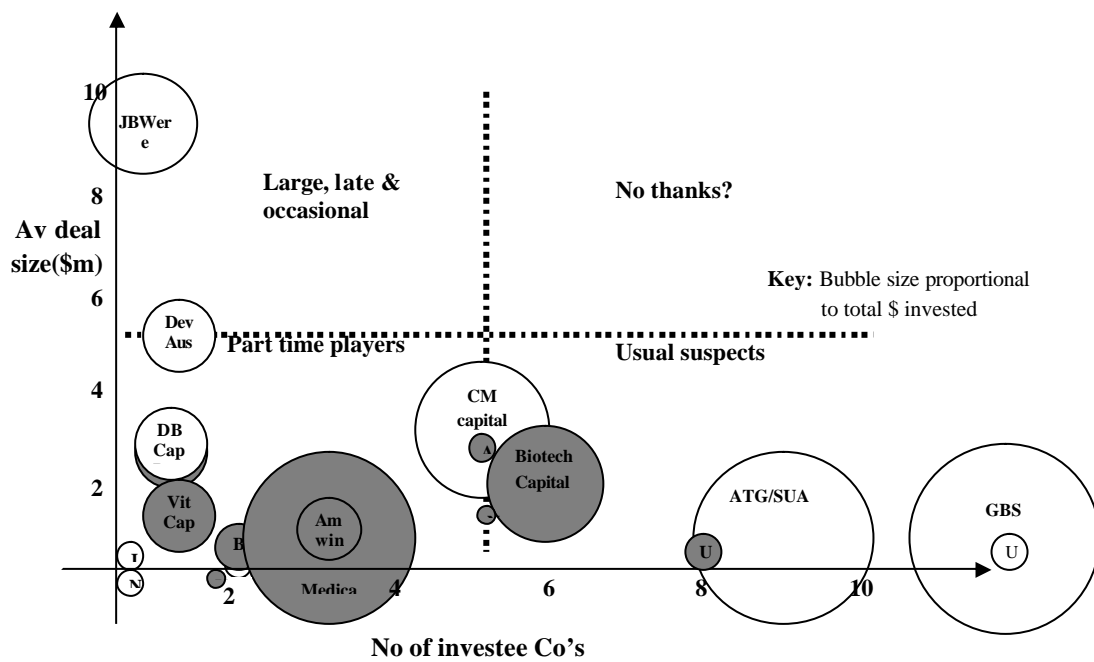 10
JBWer
e
Large, late &
occasional
No thanks?
8
Av deal
size($m)
6
Key: Bubble size proportional
to total $ invested
Dev
Aus
Part time players
Usual suspects
4
CM
capital
DB
Cap
A
Biotech
Capital
2
Vit
Cap
ATG/SUA
GBS
Am
win
B
U
U
N
Medica
2
4
6
8
10
No of investee Co's